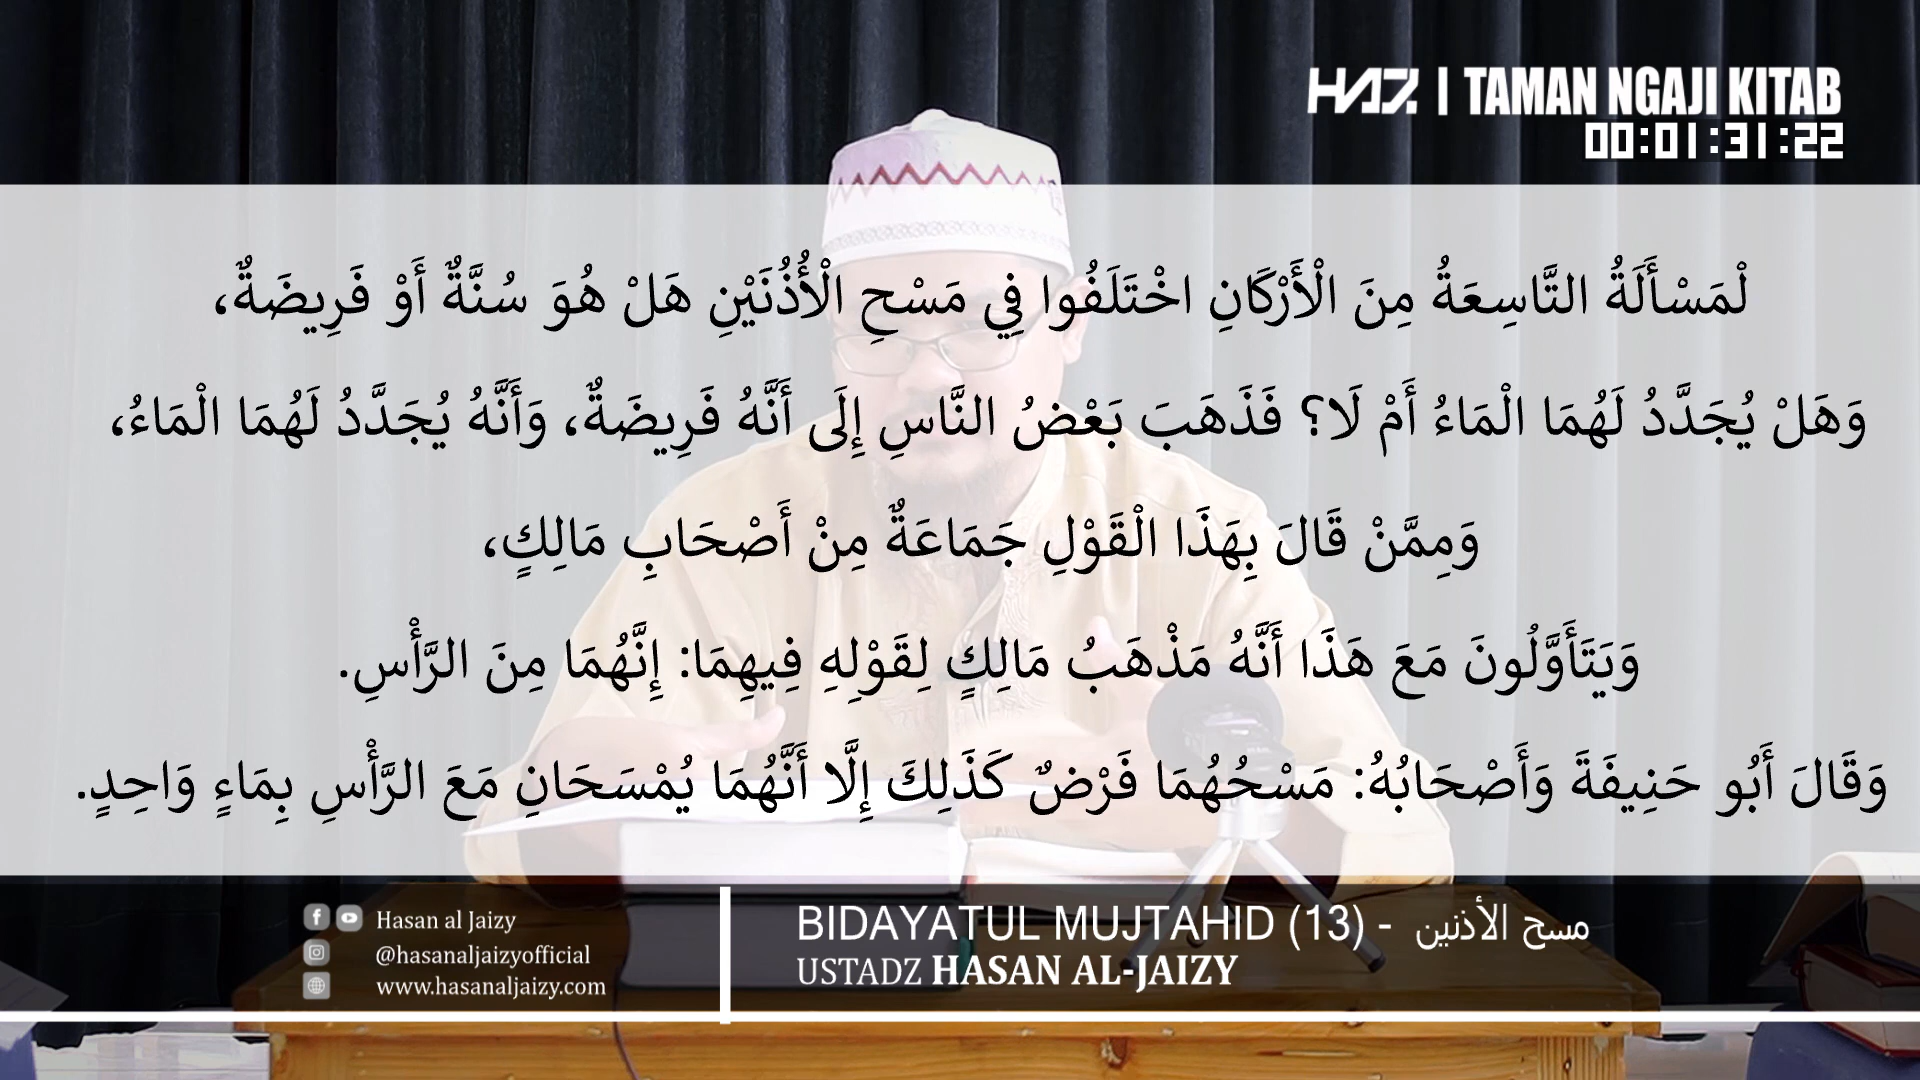 HAZ | TAMAN NGAJI KITAB
00:01:31:22
لْمَسْأَلَةُ التَّاسِعَةُ مِنَ الْأَرْكَانِ اخْتَلَفُوا فِي مَسْحِ الْأُذُنَيْنِ هَلْ هُوَ سُنَّةٌ أَوْ فَرِيضَةٌ،
وَهَلْ يُجَدَّدُ لَهُمَا الْمَاءُ أَمْ لَا؟ فَذَهَبَ بَعْضُ النَّاسِ إِلَى أَنَّهُ فَرِيضَةٌ، وَأَنَّهُ يُجَدَّدُ لَهُمَا الْمَاءُ،
وَمِمَّنْ قَالَ بِهَذَا الْقَوْلِ جَمَاعَةٌ مِنْ أَصْحَابِ مَالِكٍ،
وَيَتَأَوَّلُونَ مَعَ هَذَا أَنَّهُ مَذْهَبُ مَالِكٍ لِقَوْلِهِ فِيهِمَا: إِنَّهُمَا مِنَ الرَّأْسِ.
وَقَالَ أَبُو حَنِيفَةَ وَأَصْحَابُهُ: مَسْحُهُمَا فَرْضٌ كَذَلِكَ إِلَّا أَنَّهُمَا يُمْسَحَانِ مَعَ الرَّأْسِ بِمَاءٍ وَاحِدٍ.
Hasan al Jaizy
@hasanaljaizyofficial
www.hasanaljaizy.com
BIDAYATUL MUJTAHID (13) - مسح الأذنين
USTADZ HASAN AL-JAIZY